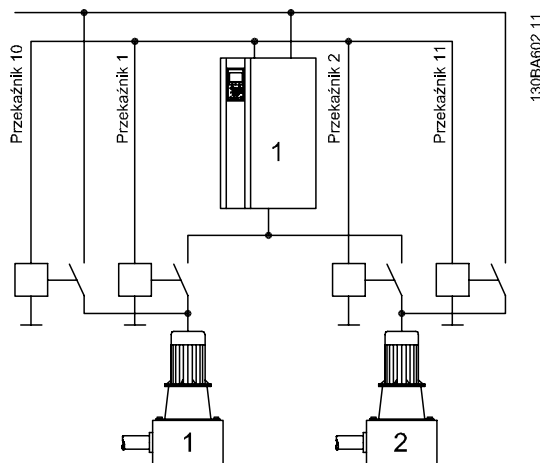 Przekaźnik 10
Przekaźnik 1
Przekaźnik 2
Przekaźnik 11
130BA602.11
1
1
2